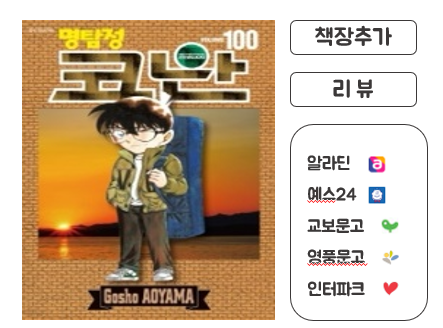 명탐정
VOLUME 100
코난
Gosho AOYAMA
책장추가
리뷰
알라딘 a
예스24
교보문고
영풍문고
인터파크